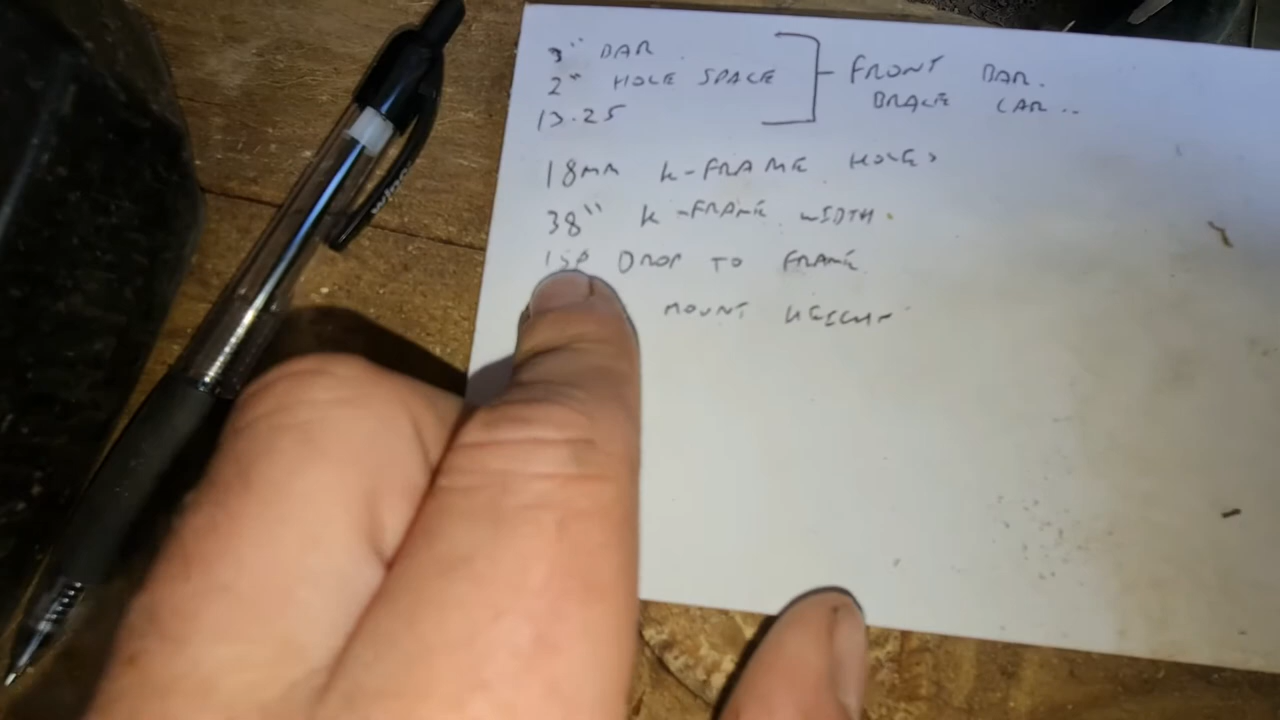 3" BAR
2" HOLE SPACE
13.25
FRONT BAR.
BRACE CAR..
18MM K-FRAME HOLES
38" K-FRAME WIDTH.
DROP TO FRAME
MOUNT HEIGHT